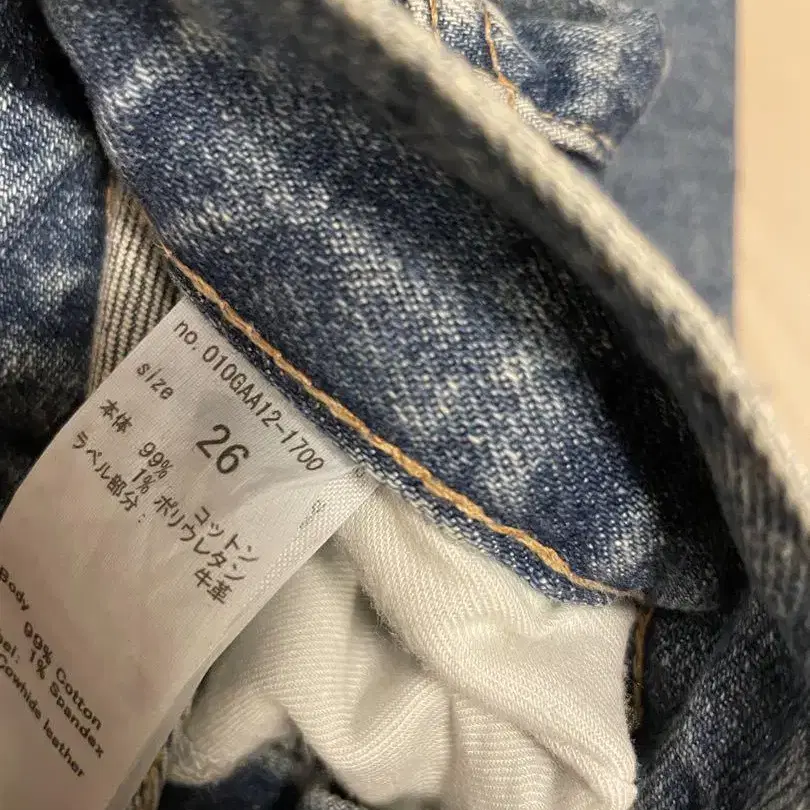 no. 010GAA12-1700
size 26
本体 99% コットン
1% ポリウレタン
ラベル部分: 牛革
Body 99% Cotton
1% Spandex
Cowhide leather